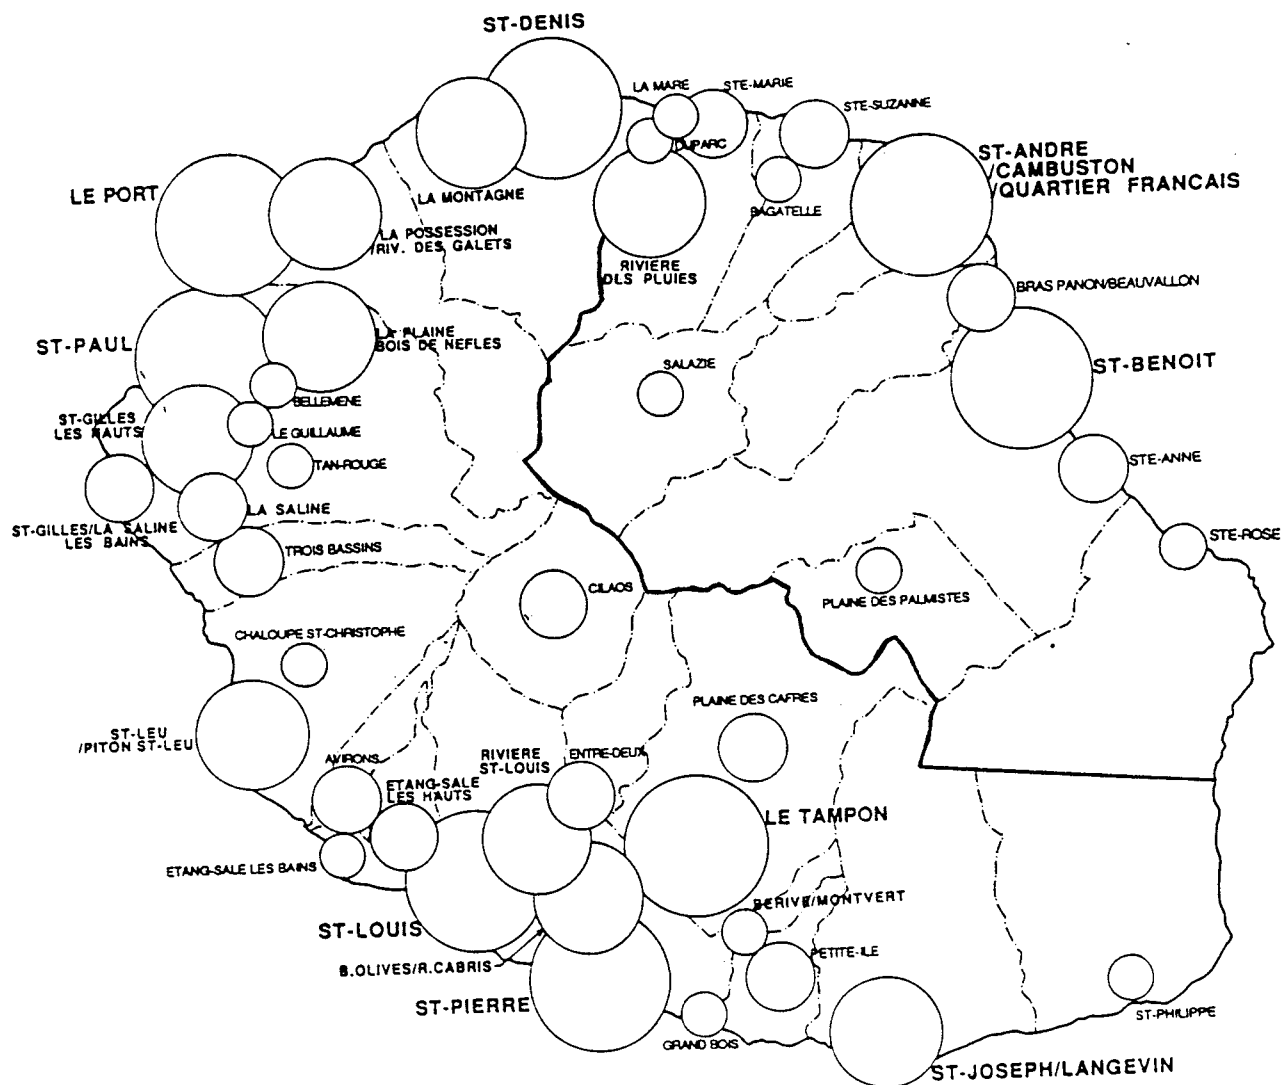 ST-DENIS
LA MARE
STE-MARIE
STE-SUZANNE
DUPARC
ST-ANDRE
/CAMBUSTON
/QUARTIER FRANCAIS
LE PORT
LA MONTAGNE
BAGATELLE
LA POSSESSION
/RIV. DES GALETS
RIVIERE
DLS PLUIES
BRAS PANON/BEAUVALLON
ST-PAUL
LA PLAINE
BOIS DE NEFLES
SALAZIE
ST-BENOIT
BELLEMENE
ST-GILLES
LES HAUTS
LE GUILLAUME
TAN-ROUGE
STE-ANNE
LA SALINE
ST-GILLES/LA SALINE
LES BAINS
STE-ROSE
TROIS BASSINS
CILAOS
PLAINE DES PALMISTES
CHALOUPE ST-CHRISTOPHE
PLAINE DES CAFRES
ST-LEU
/PITON ST-LEU
AVIRONS
RIVIERE
ST-LOUIS
ENTRE-DEUX
ETANG-SALE
LES HAUTS
LE TAMPON
ETANG-SALE LES BAINS
BERIVE/MONTVERT
ST-LOUIS
PETITE-ILE
B.OLIVES/R.CABRIS
ST-PIERRE
GRAND BOIS
ST-PHILIPPE
ST-JOSEPH/LANGEVIN